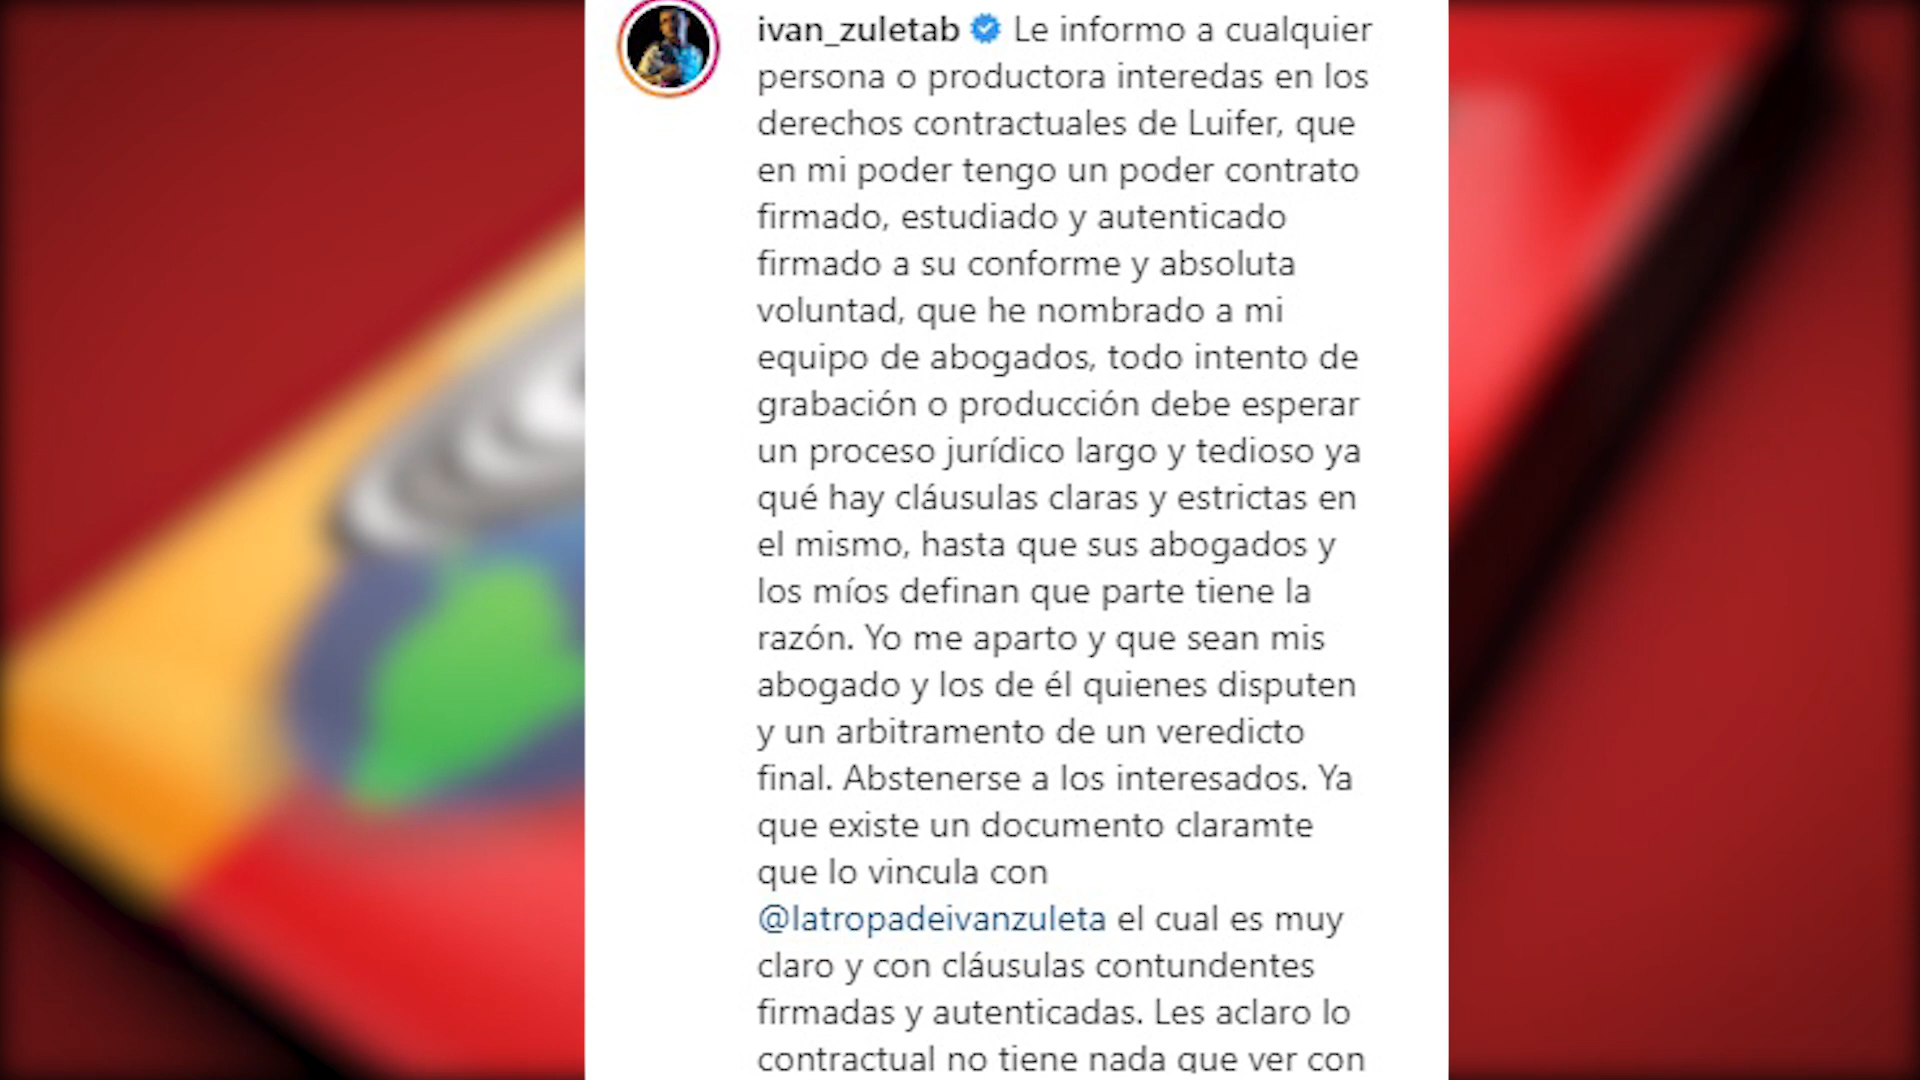 ivan_zuletab Le informo a cualquier
persona o productora interedas en los
derechos contractuales de Luifer, que
en mi poder tengo un poder contrato
firmado, estudiado y autenticado
firmado a su conforme y absoluta
voluntad, que he nombrado a mi
equipo de abogados, todo intento de
grabación o producción debe esperar
un proceso jurídico largo y tedioso ya
qué hay cláusulas claras y estrictas en
el mismo, hasta que sus abogados y
los míos definan que parte tiene la
razón. Yo me aparto y que sean mis
abogado y los de él quienes disputen
y un arbitramento de un veredicto
final. Abstenerse a los interesados. Ya
que existe un documento claramte
que lo vincula con
@latropadeivanzuleta el cual es muy
claro y con cláusulas contundentes
firmadas y autenticadas. Les aclaro lo
contractual no tiene nada que ver con